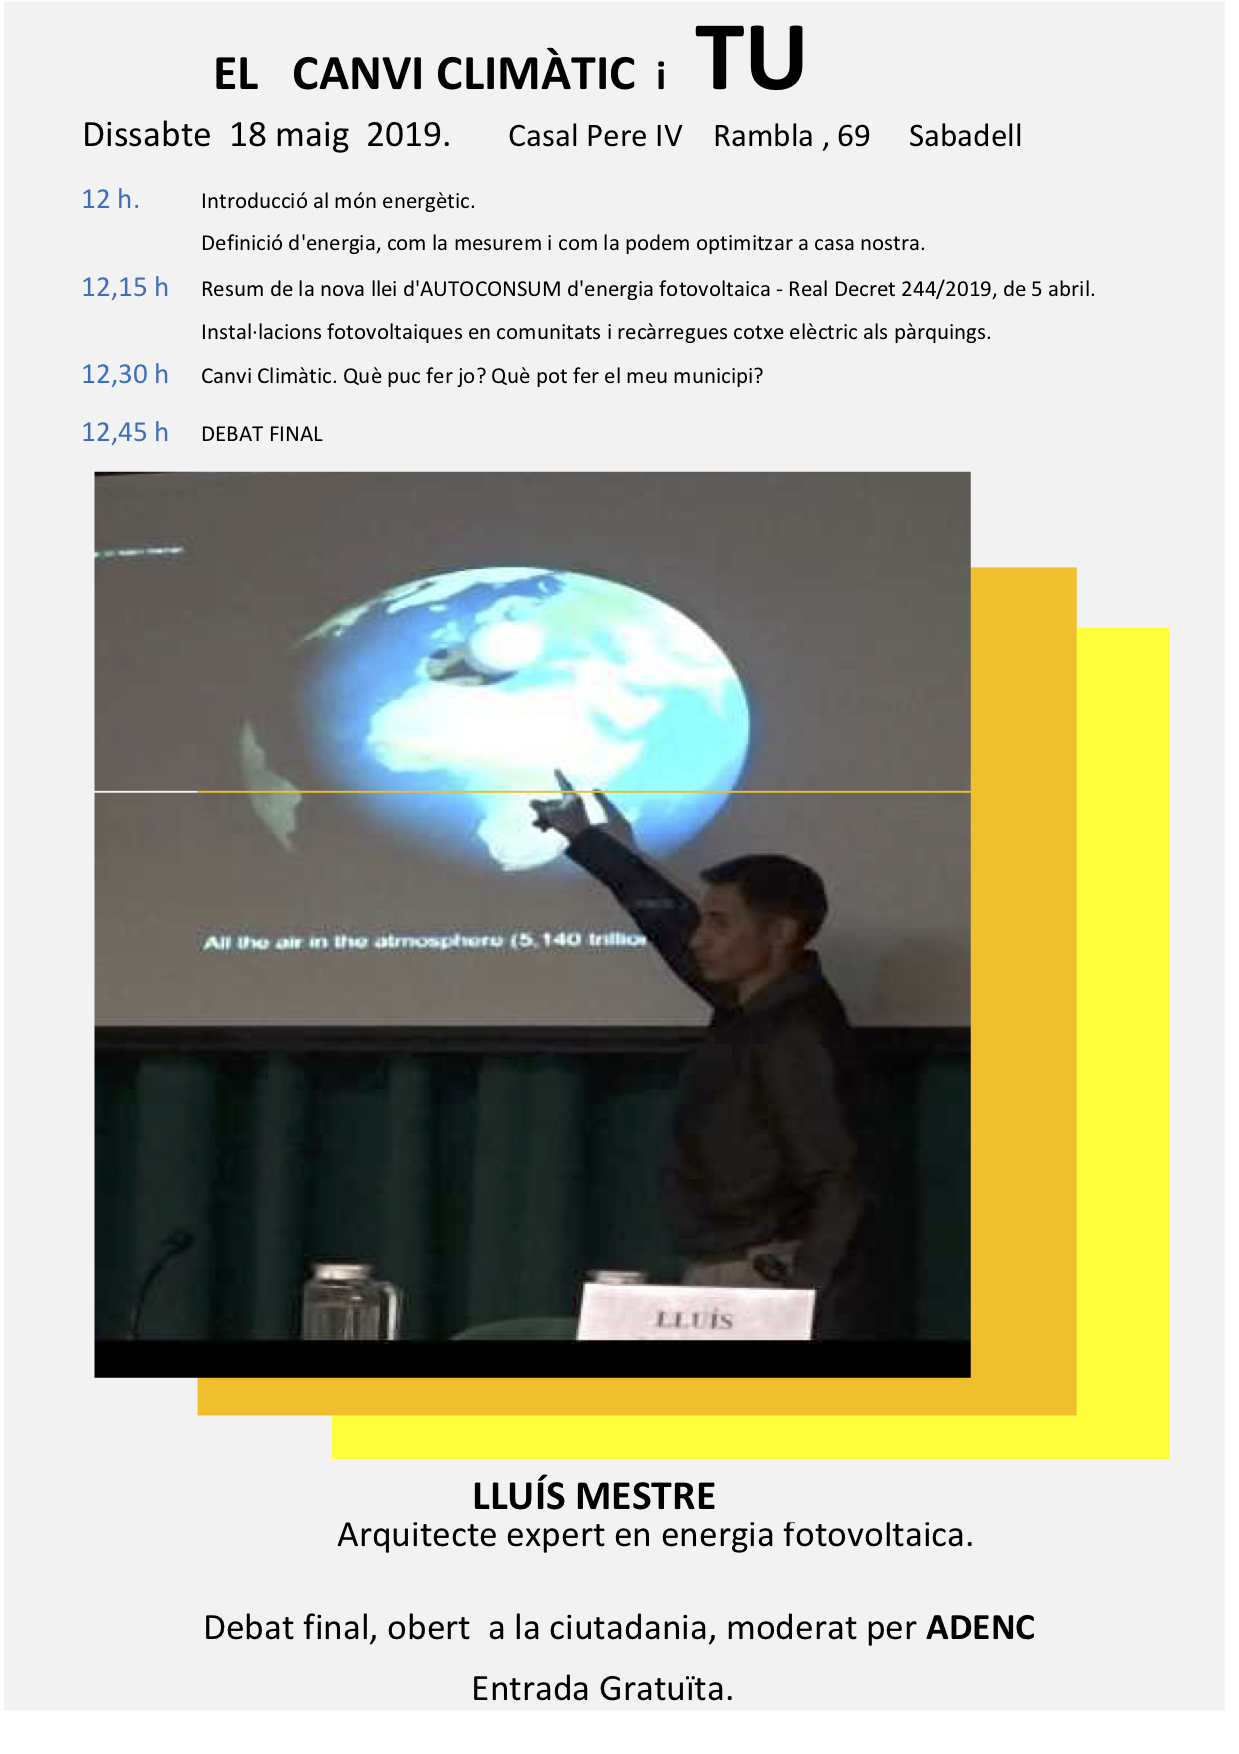 EL CANVI CLIMÀTIC i TU
Dissabte 18 maig 2019. Casal Pere IV Rambla , 69 Sabadell
12 h. Introducció al món energètic.
Definició d'energia, com la mesurem i com la podem optimitzar a casa nostra.
12,15 h Resum de la nova llei d'AUTOCONSUM d'energia fotovoltaica - Real Decret 244/2019, de 5 abril.
Instal·lacions fotovoltaiques en comunitats i recàrregues cotxe elèctric als pàrquings.
12,30 h Canvi Climàtic. Què puc fer jo? Què pot fer el meu municipi?
12,45 h DEBAT FINAL
All the air in the atmosphere (5,140 trillion
LLUÍS
LLUÍS MESTRE
Arquitecte expert en energia fotovoltaica.
Debat final, obert a la ciutadania, moderat per ADENC
Entrada Gratuïta.